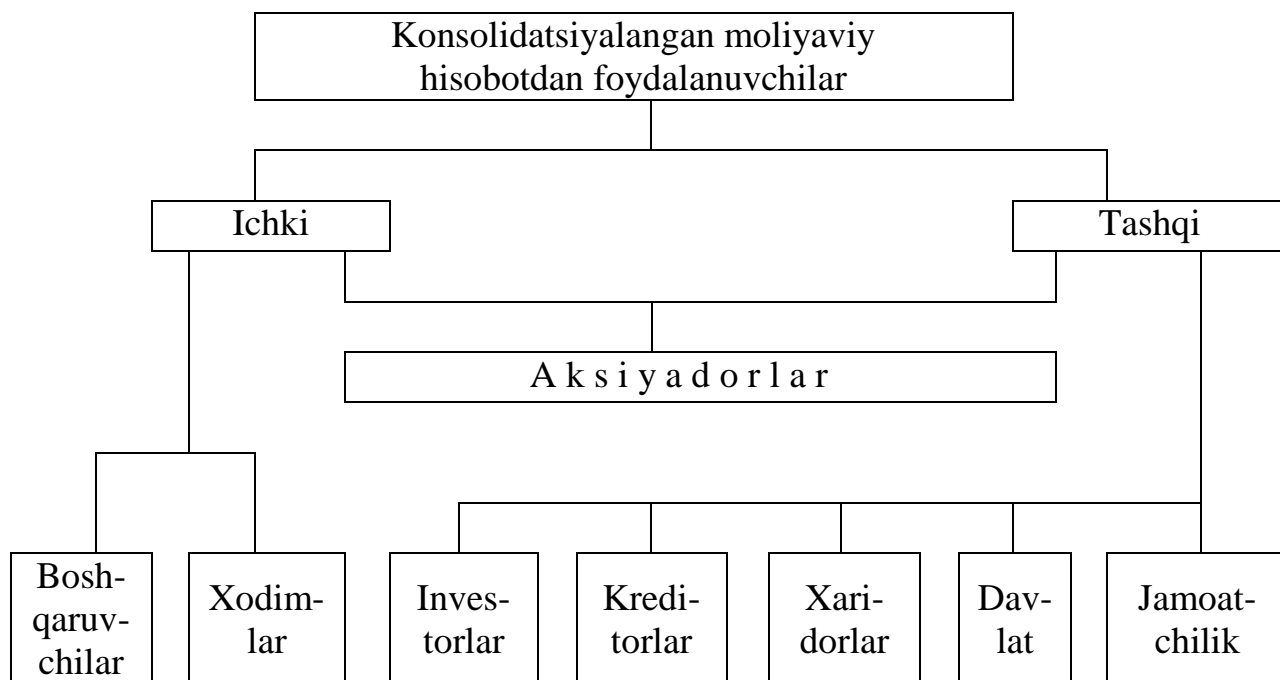 Konsolidatsiyalangan moliyaviy
hisobotdan foydalanuvchilar
Ichki
Tashqi
A k s i y a d o r l a r
Bosh-
qaruv-
chilar
Xodim-
lar
Inves-
torlar
Kredi-
torlar
Xari-
dorlar
Dav-
lat
Jamoat-
chilik